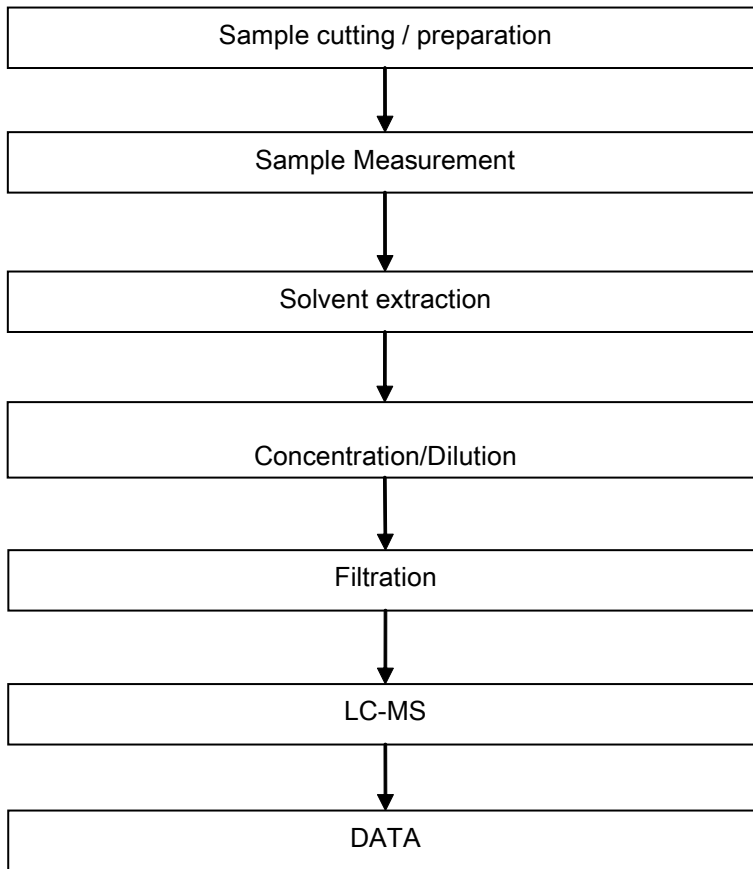 Sample cutting / preparation
Sample Measurement
Solvent extraction
Concentration/Dilution
Filtration
LC-MS
DATA